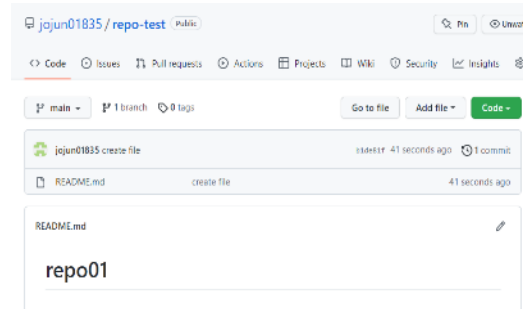 jojun01835 / repo-test Public
Pin
Code Issues Pull requests Actions Projects Wiki Security Insights
main 1 branch 0 tags Go to file Add file Code
jojun01835 create file 41 seconds ago 1 commit
README.md create file 41 seconds ago
README.md
repo01